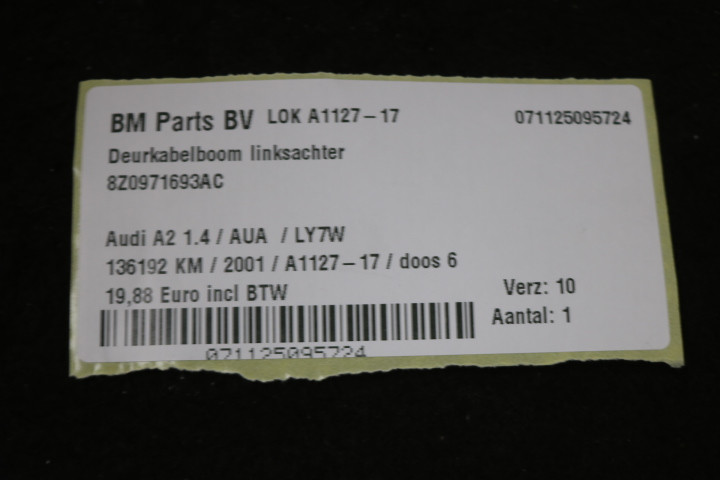 BM Parts BV LOK A1127-17 071125095724
Deurkabelboom linksachter
8Z0971693AC
Audi A2 1.4 / AUA / LY7W
136192 KM / 2001 / A1127-17 / doos 6
19,88 Euro incl BTW Verz: 10
Aantal: 1
071125095724